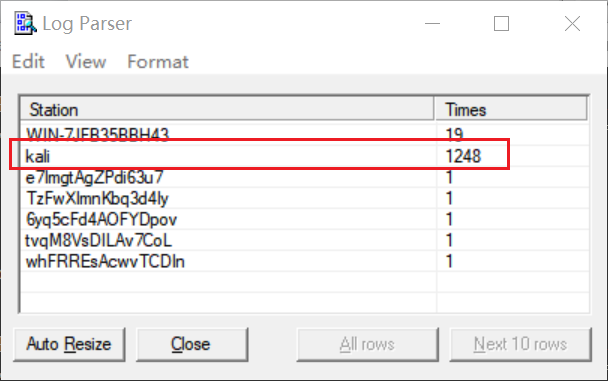 Log Parser
Edit View Format
Station Times
WIN-7JFB35BBH43 19
kali 1248
e7lmgtAgZPdi63u7 1
TzFwXlmnKbq3d4ly 1
6yq5cFd4AOFYDpov 1
tvqM8VsDILAv7CoL 1
whFRREsAcwvTCDln 1
Auto Resize Close All rows Next 10 rows